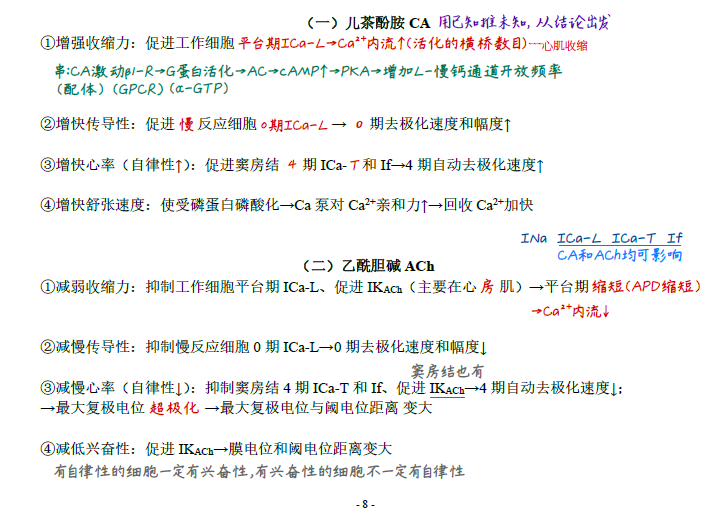 （一）儿茶酚胺 CA 用已知推未知，从结论出发
①增强收缩力：促进工作细胞 平台期ICa-L→Ca²⁺内流↑(活化的横桥数目)—心肌收缩
串:CA激动β1-R→G蛋白活化→AC→cAMP↑→PKA→增加L-慢钙通道开放频率
(配体) (GPCR) (α-GTP)
②增快传导性：促进 慢 反应细胞 0期ICa-L → 0 期去极化速度和幅度↑
③增快心率（自律性↑）：促进窦房结 4 期 ICa-T 和 If→4 期自动去极化速度↑
④增快舒张速度：使受磷蛋白磷酸化→Ca 泵对 Ca²⁺亲和力↑→回收 Ca²⁺加快
INa ICa-L ICa-T If
CA和ACh均可影响
（二）乙酰胆碱 ACh
①减弱收缩力：抑制工作细胞平台期 ICa-L、促进 IKACh（主要在心 房 肌）→平台期 缩短(APD缩短)
→Ca²⁺内流↓
②减慢传导性：抑制慢反应细胞 0 期 ICa-L→0 期去极化速度和幅度↓
窦房结也有
③减慢心率（自律性↓）：抑制窦房结 4 期 ICa-T 和 If、促进 IKACh→4 期自动去极化速度↓；
→最大复极电位 超极化 →最大复极电位与阈电位距离 变大
④减低兴奋性：促进 IKACh→膜电位和阈电位距离变大
有自律性的细胞一定有兴奋性,有兴奋性的细胞不一定有自律性
- 8 -